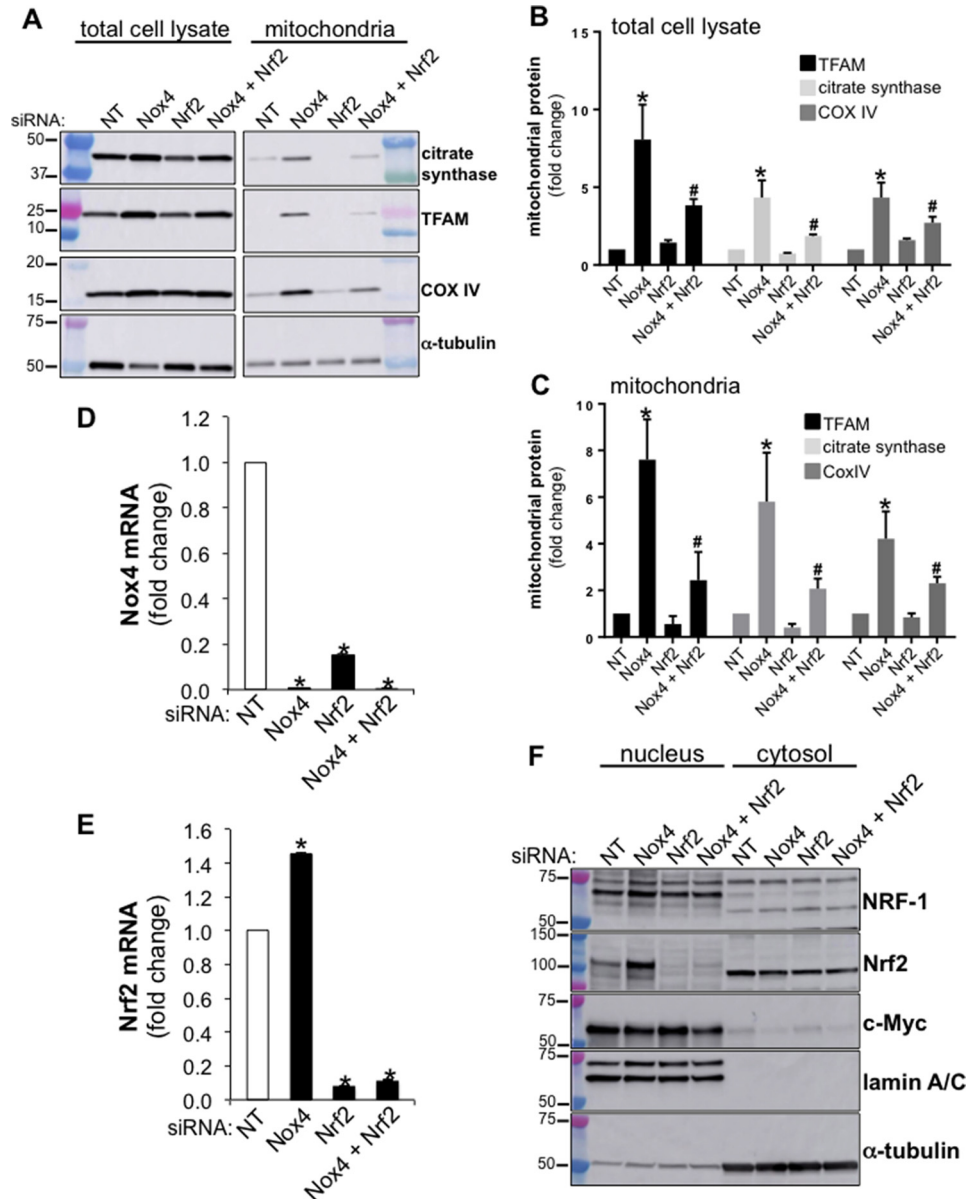 A
total cell lysate
mitochondria
siRNA:
NT
Nox4
Nrf2
Nox4 + Nrf2
NT
Nox4
Nrf2
Nox4 + Nrf2
50
37
citrate
synthase
25
10
TFAM
20
15
COX IV
75
50
α-tubulin
B
total cell lysate
mitochondrial protein
(fold change)
15
10
5
0
TFAM
citrate synthase
COX IV
*
#
*
#
*
#
NT
Nox4
Nrf2
Nox4 + Nrf2
NT
Nox4
Nrf2
Nox4 + Nrf2
NT
Nox4
Nrf2
Nox4 + Nrf2
C
mitochondria
mitochondrial protein
(fold change)
10
8
6
4
2
0
TFAM
citrate synthase
CoxIV
*
#
*
#
*
#
NT
Nox4
Nrf2
Nox4 + Nrf2
NT
Nox4
Nrf2
Nox4 + Nrf2
NT
Nox4
Nrf2
Nox4 + Nrf2
D
Nox4 mRNA
(fold change)
1.2
1.0
0.8
0.6
0.4
0.2
0.0
*
*
*
siRNA:
NT
Nox4
Nrf2
Nox4 + Nrf2
E
Nrf2 mRNA
(fold change)
1.6
1.4
1.2
1.0
0.8
0.6
0.4
0.2
0.0
*
*
*
siRNA:
NT
Nox4
Nrf2
Nox4 + Nrf2
F
nucleus
cytosol
siRNA:
NT
Nox4
Nrf2
Nox4 + Nrf2
NT
Nox4
Nrf2
Nox4 + Nrf2
75
50
NRF-1
150
100
Nrf2
75
50
c-Myc
75
50
lamin A/C
75
50
α-tubulin